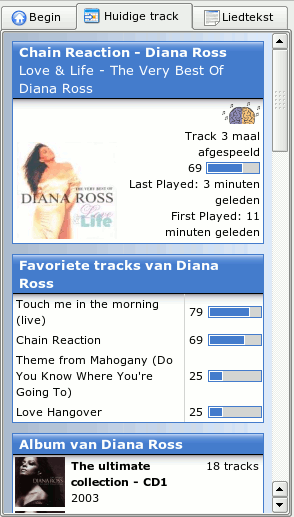 Begin
Huidige track
Liedtekst
Chain Reaction - Diana Ross
Love & Life - The Very Best Of
Diana Ross
Track 3 maal
afgespeeld
69
Last Played: 3 minuten
geleden
First Played: 11
minuten geleden
THE VERY BEST OF
DIANA ROSS
Love
Life
Favoriete tracks van Diana
Ross
Touch me in the morning
(live)
79
Chain Reaction
69
Theme from Mahogany (Do
You Know Where You're
Going To)
25
Love Hangover
25
Album van Diana Ross
The ultimate
collection - CD1
2003
18 tracks